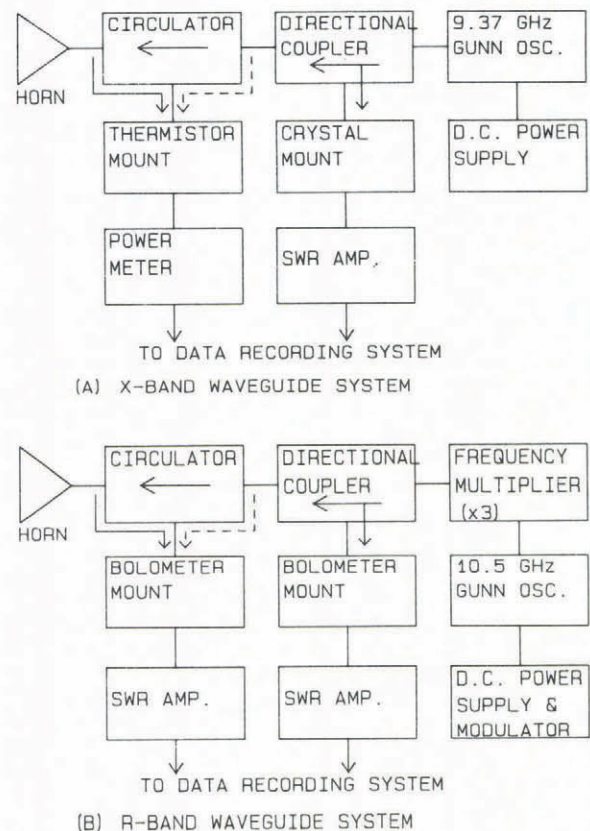 CIRCULATOR
DIRECTIONAL
COUPLER
9.37 GHz
GUNN OSC.
HORN
THERMISTOR
MOUNT
CRYSTAL
MOUNT
D.C. POWER
SUPPLY
POWER
METER
SWR AMP.
TO DATA RECORDING SYSTEM
(A) X-BAND WAVEGUIDE SYSTEM
CIRCULATOR
DIRECTIONAL
COUPLER
FREQUENCY
MULTIPLIER
(x3)
HORN
BOLOMETER
MOUNT
BOLOMETER
MOUNT
10.5 GHz
GUNN OSC.
SWR AMP.
SWR AMP.
D.C. POWER
SUPPLY &
MODULATOR
TO DATA RECORDING SYSTEM
(B) R-BAND WAVEGUIDE SYSTEM